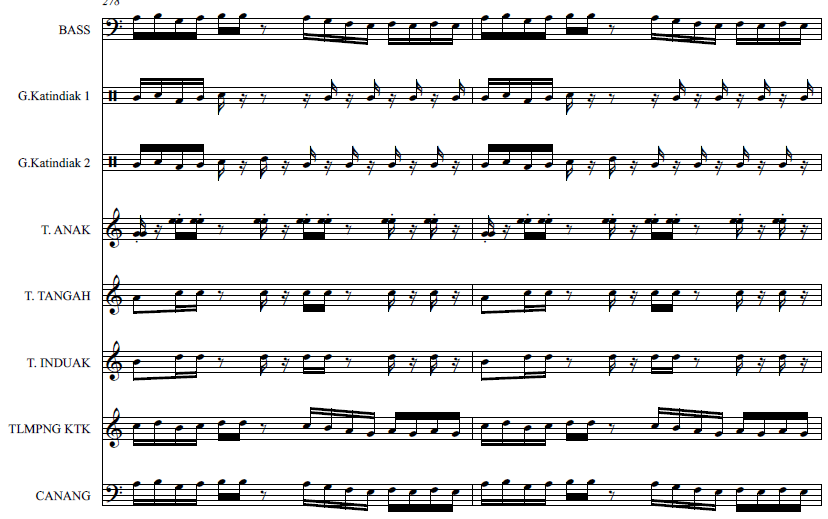 278
BASS
G.Katindiak 1
G.Katindiak 2
T. ANAK
T. TANGAH
T. INDUAK
TLMPNG KTK
CANANG